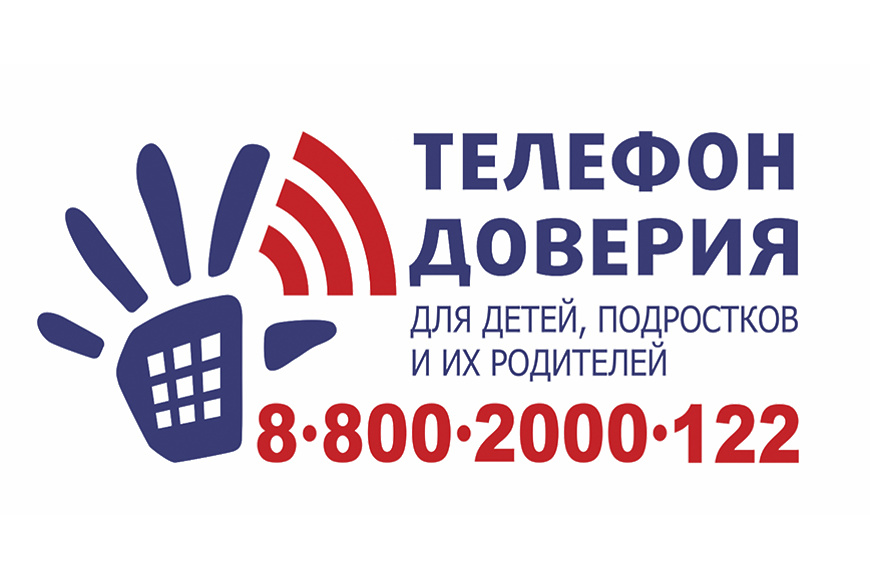 ТЕЛЕФОН
ДОВЕРИЯ
ДЛЯ ДЕТЕЙ, ПОДРОСТКОВ
И ИХ РОДИТЕЛЕЙ
8·800·2000·122